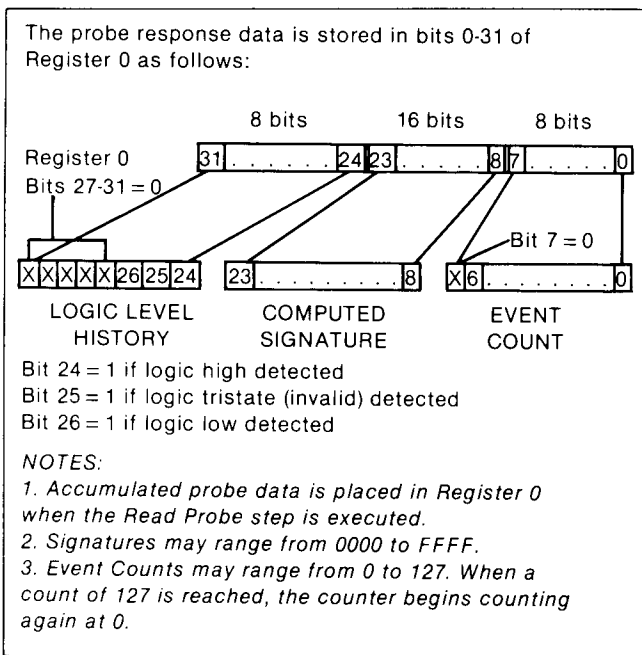 The probe response data is stored in bits 0-31 of
Register 0 as follows:
8 bits 16 bits 8 bits
Register 0 31 . . . . . . 24 23 . . . . . 8 7 . . . . . 0
Bits 27-31 = 0
Bit 7 = 0
X X X X X 26 25 24 23 . . . . . . . . . 8 X 6 . . . . . . . . 0
LOGIC LEVEL COMPUTED EVENT
HISTORY SIGNATURE COUNT
Bit 24 = 1 if logic high detected
Bit 25 = 1 if logic tristate (invalid) detected
Bit 26 = 1 if logic low detected
NOTES:
1. Accumulated probe data is placed in Register 0
when the Read Probe step is executed.
2. Signatures may range from 0000 to FFFF.
3. Event Counts may range from 0 to 127. When a
count of 127 is reached, the counter begins counting
again at 0.